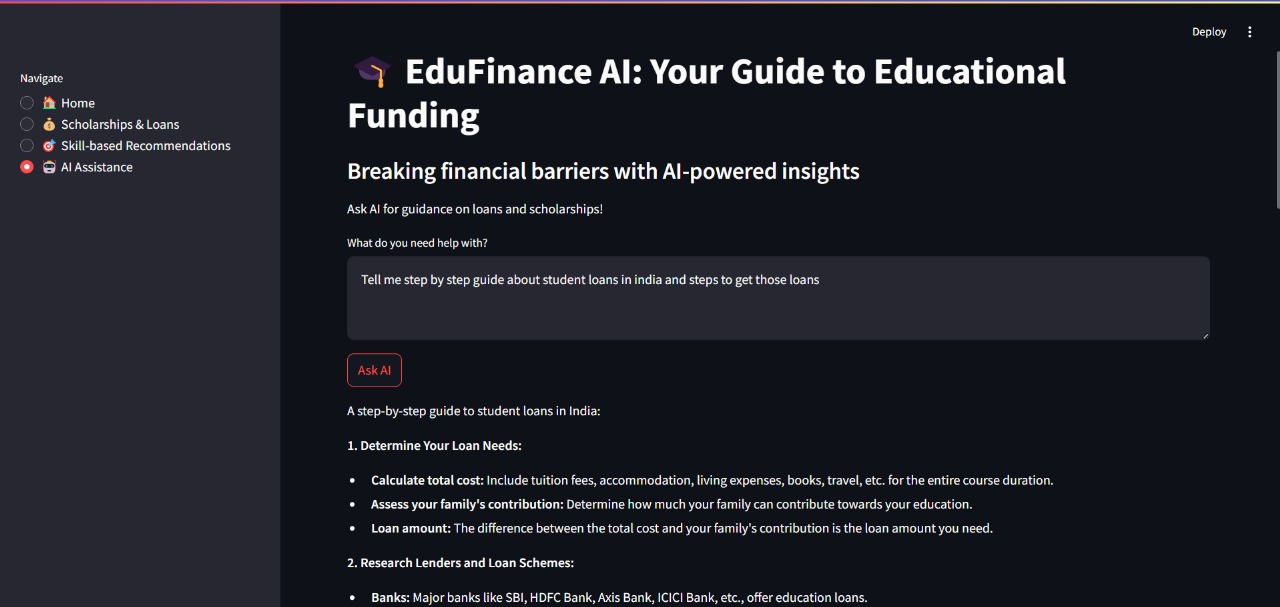 Deploy
Navigate
Home
Scholarships & Loans
Skill-based Recommendations
AI Assistance
EduFinance AI: Your Guide to Educational
Funding
Breaking financial barriers with AI-powered insights
Ask AI for guidance on loans and scholarships!
What do you need help with?
Tell me step by step guide about student loans in india and steps to get those loans
Ask AI
A step-by-step guide to student loans in India:
1. Determine Your Loan Needs:
• Calculate total cost: Include tuition fees, accommodation, living expenses, books, travel, etc. for the entire course duration.
• Assess your family's contribution: Determine how much your family can contribute towards your education.
• Loan amount: The difference between the total cost and your family's contribution is the loan amount you need.
2. Research Lenders and Loan Schemes:
• Banks: Major banks like SBI, HDFC Bank, Axis Bank, ICICI Bank, etc., offer education loans.